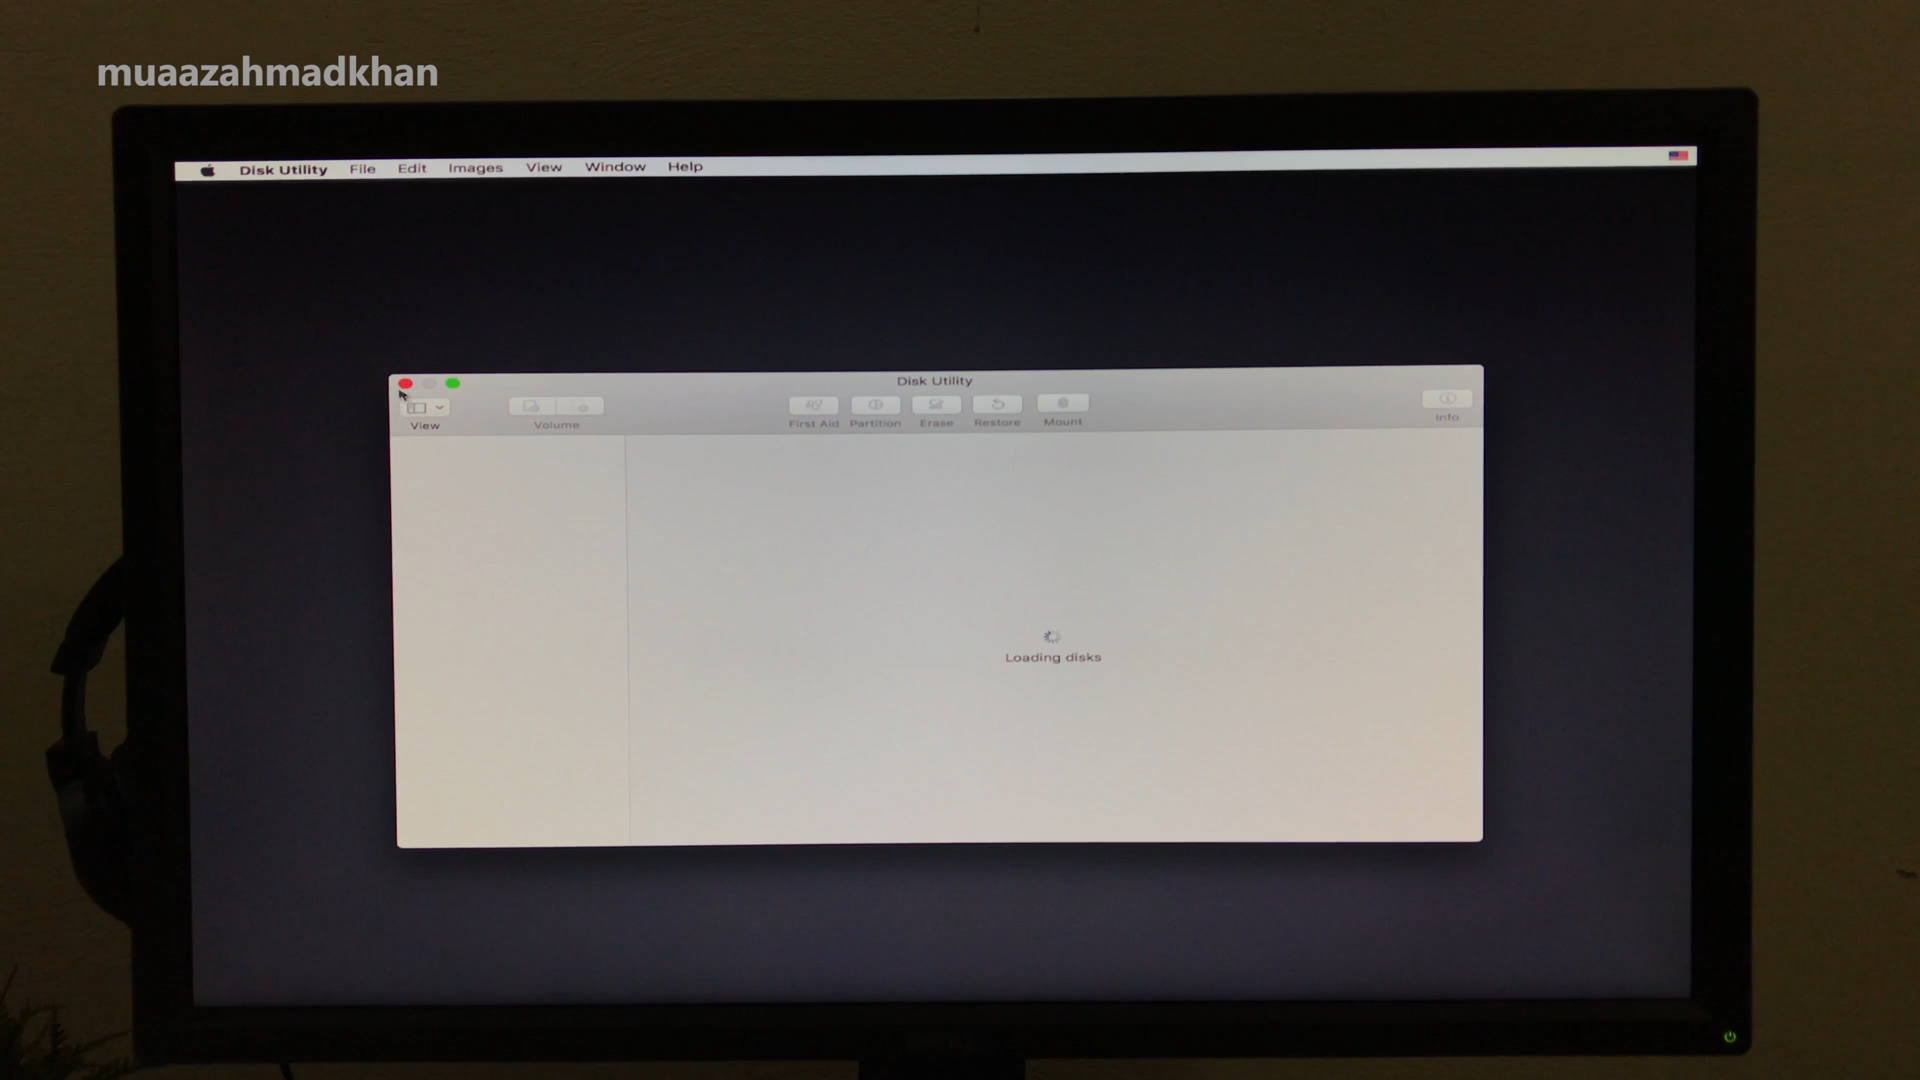 muaazahmadkhan
Disk Utility File Edit Images View Window Help
Disk Utility
View Volume First Aid Partition Erase Restore Mount Info
Loading disks